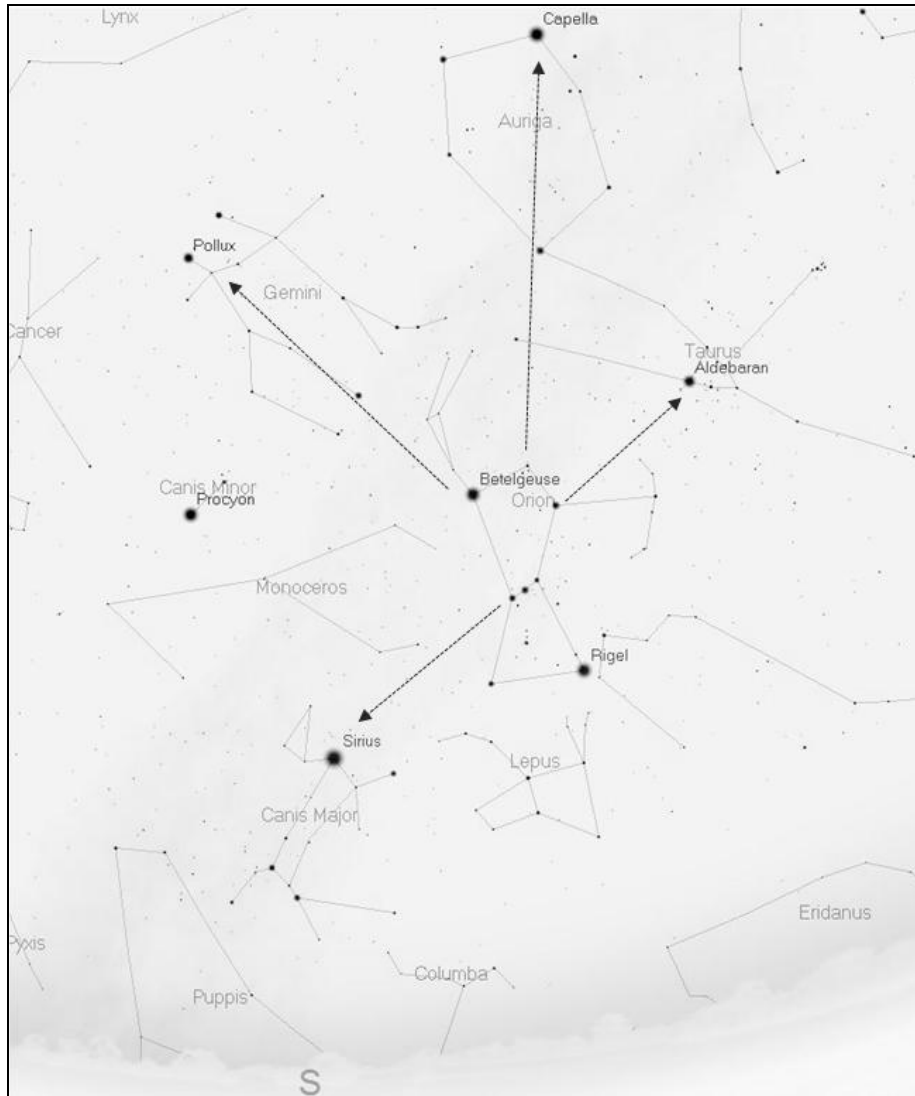 Lynx
Capella
Auriga
Pollux
Gemini
Cancer
Taurus
Aldebaran
Canis Minor
Procyon
Betelgeuse
Orion
Monoceros
Rigel
Sirius
Lepus
Canis Major
Eridanus
Pyxis
Columba
Puppis
S